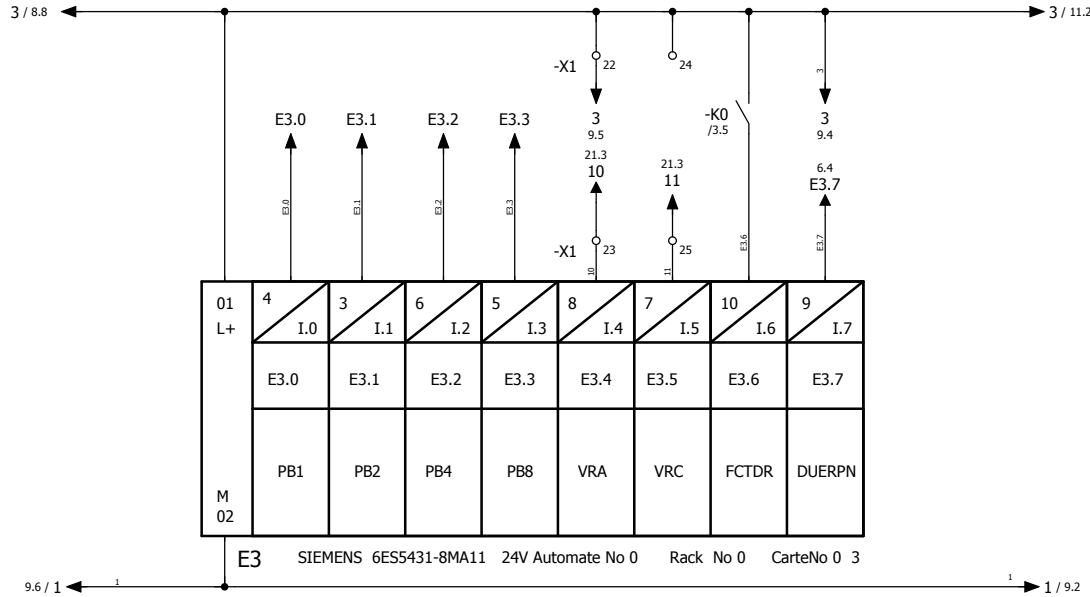 3 / 8.8
3 / 11.2
-X1 22 24
3
E3.0 E3.1 E3.2 E3.3
3
9.5
-K0
/3.5
3
9.4
21.3
10
21.3
11
6.4
E3.7
E3.0 E3.1 E3.2 E3.3
-X1 23 25
10 11 E3.6 E3.7
01 4 3 6 5 8 7 10 9
L+ I.0 I.1 I.2 I.3 I.4 I.5 I.6 I.7
E3.0 E3.1 E3.2 E3.3 E3.4 E3.5 E3.6 E3.7
PB1 PB2 PB4 PB8 VRA VRC FCTDR DUERPN
M
02
E3 SIEMENS 6ES5431-8MA11 24V Automate No 0 Rack No 0 CarteNo 0 3
9.6 / 1 1 1 1 / 9.2